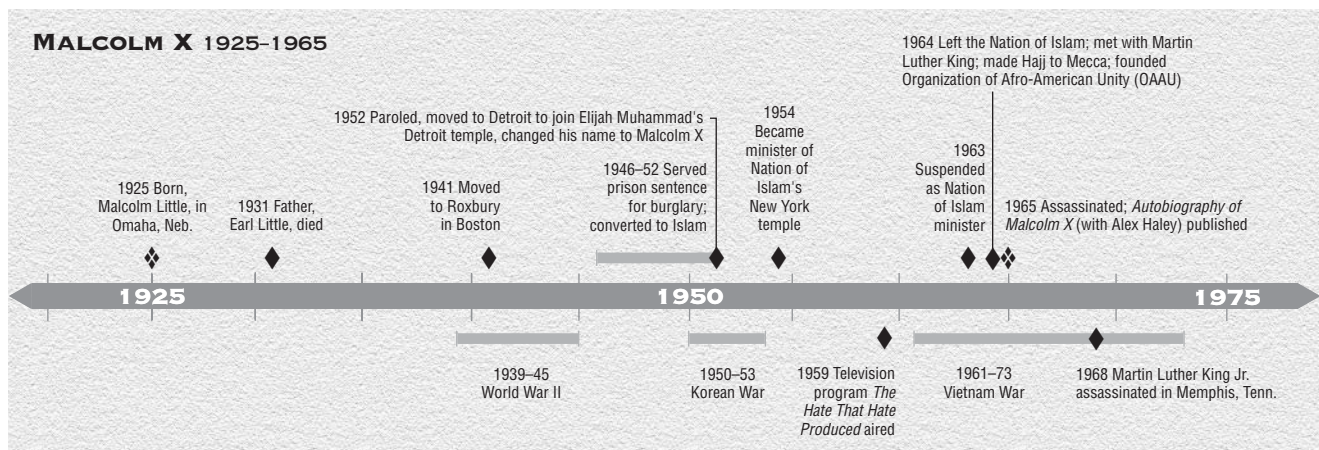 MALCOLM X 1925–1965
1964 Left the Nation of Islam; met with Martin
Luther King; made Hajj to Mecca; founded
Organization of Afro-American Unity (OAAU)
1952 Paroled, moved to Detroit to join Elijah Muhammad's
Detroit temple, changed his name to Malcolm X
1954
Became
minister of
Nation of
Islam's
New York
temple
1963
Suspended
as Nation
of Islam
minister
1946–52 Served
prison sentence
for burglary;
converted to Islam
1925 Born,
Malcolm Little, in
Omaha, Neb.
1931 Father,
Earl Little, died
1941 Moved
to Roxbury
in Boston
1965 Assassinated; Autobiography of
Malcolm X (with Alex Haley) published
1925
1950
1975
1939–45
World War II
1950–53
Korean War
1959 Television
program The
Hate That Hate
Produced aired
1961–73
Vietnam War
1968 Martin Luther King Jr.
assassinated in Memphis, Tenn.